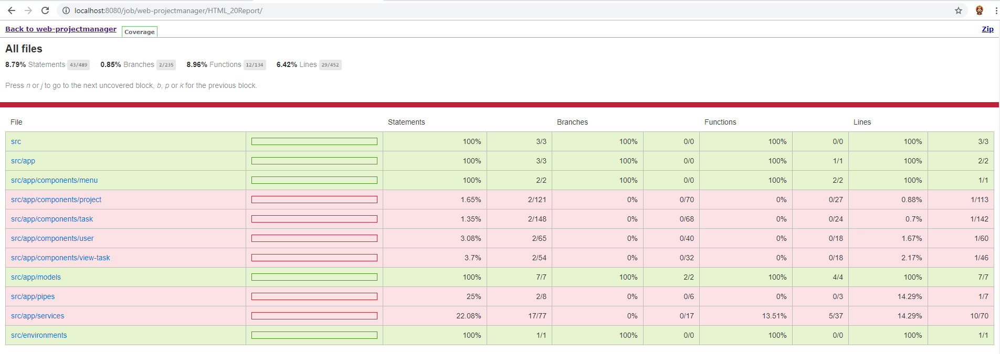 localhost:8080/job/web-projectmanager/HTML_20Report/
Back to web-projectmanager Coverage Zip
All files
8.79% Statements 43/489 0.85% Branches 2/235 8.96% Functions 12/134 6.42% Lines 29/452
Press n or j to go to the next uncovered block, b, p or k for the previous block.
File Statements Branches Functions Lines
src 100% 3/3 100% 0/0 100% 0/0 100% 3/3
src/app 100% 3/3 100% 0/0 100% 1/1 100% 2/2
src/app/components/menu 100% 2/2 100% 0/0 100% 2/2 100% 1/1
src/app/components/project 1.65% 2/121 0% 0/70 0% 0/27 0.88% 1/113
src/app/components/task 1.35% 2/148 0% 0/68 0% 0/24 0.7% 1/142
src/app/components/user 3.08% 2/65 0% 0/40 0% 0/18 1.67% 1/60
src/app/components/view-task 3.7% 2/54 0% 0/32 0% 0/18 2.17% 1/46
src/app/models 100% 7/7 100% 2/2 100% 4/4 100% 7/7
src/app/pipes 25% 2/8 0% 0/6 0% 0/3 14.29% 1/7
src/app/services 22.08% 17/77 0% 0/17 13.51% 5/37 14.29% 10/70
src/environments 100% 1/1 100% 0/0 100% 0/0 100% 1/1